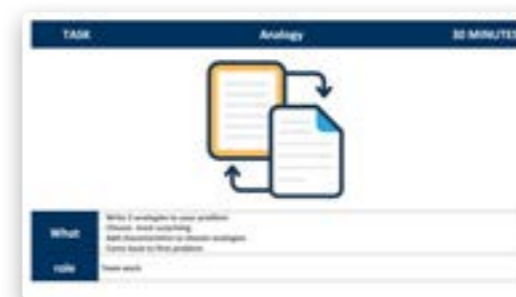 TASK Analogy 30 MINUTES
What
Write 3 analogies to your problem
Choose most surprising
Add characteristics to chosen analogies
Come back to first problem
role
Team work